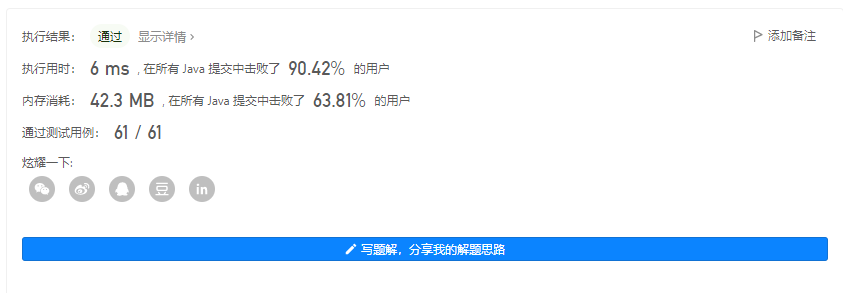 执行结果： 通过 显示详情 › 添加备注
执行用时： 6 ms , 在所有 Java 提交中击败了 90.42% 的用户
内存消耗： 42.3 MB , 在所有 Java 提交中击败了 63.81% 的用户
通过测试用例： 61 / 61
炫耀一下:
in
写题解，分享我的解题思路